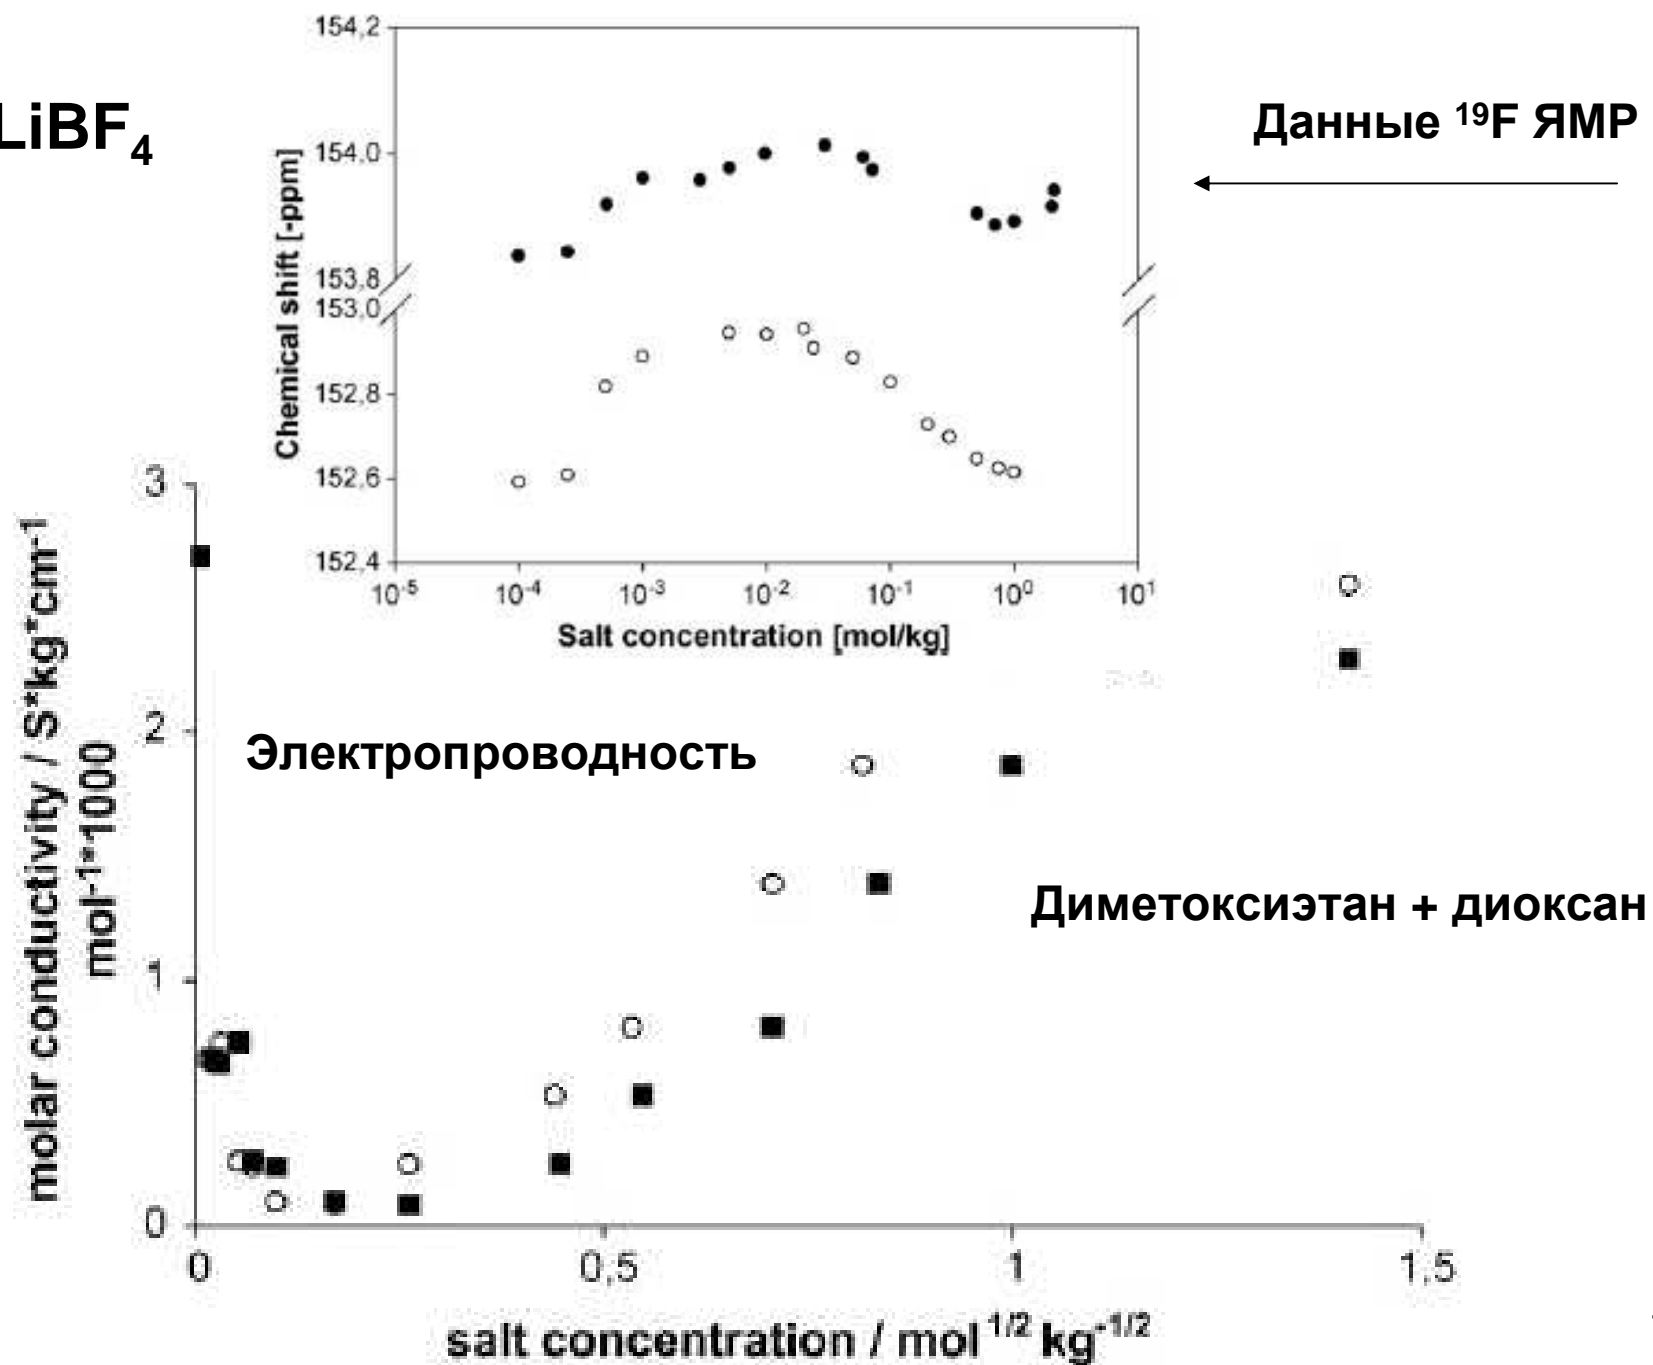 LiBF₄
Данные ¹⁹F ЯМР
154,2
154,0
153,8
153,0
152,8
152,6
152,4
Chemical shift [-ppm]
10⁻⁵ 10⁻⁴ 10⁻³ 10⁻² 10⁻¹ 10⁰ 10¹
Salt concentration [mol/kg]
3
2
1
0
molar conductivity / S*kg*cm⁻¹
mol⁻¹*1000
Электропроводность
Диметоксиэтан + диоксан
0 0,5 1 1,5
salt concentration / mol¹/² kg⁻¹/²